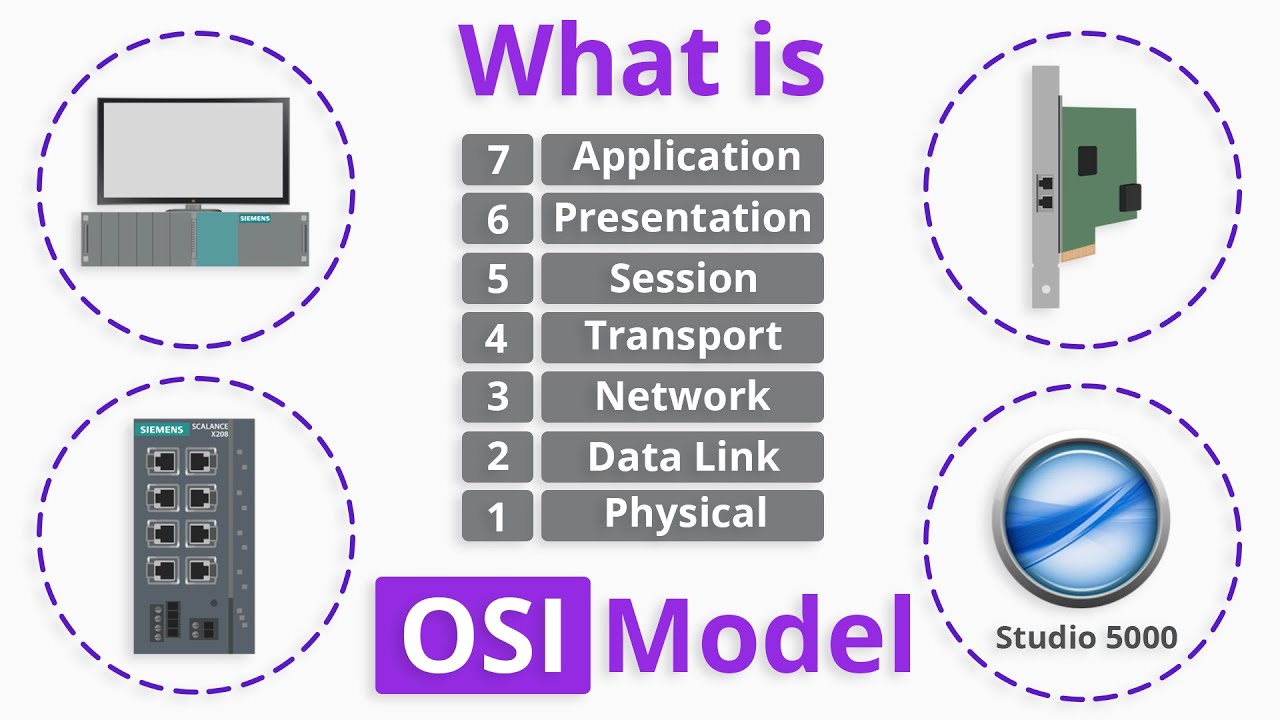 What is
7 Application
6 Presentation
5 Session
4 Transport
3 Network
2 Data Link
1 Physical
OSI Model
SIEMENS
SIEMENS SCALANCE
X208
Studio 5000